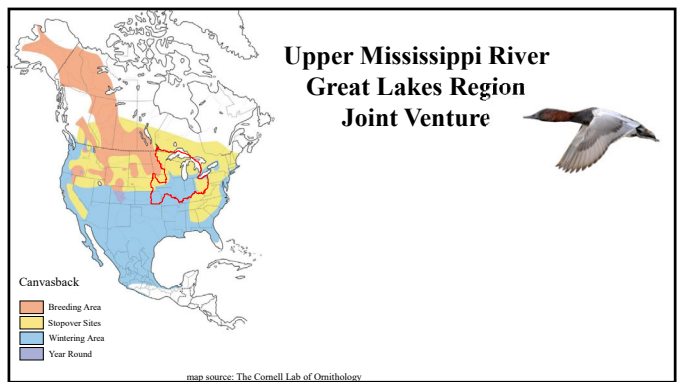 Upper Mississippi River
Great Lakes Region
Joint Venture
Canvasback
Breeding Area
Stopover Sites
Wintering Area
Year Round
map source: The Cornell Lab of Ornithology